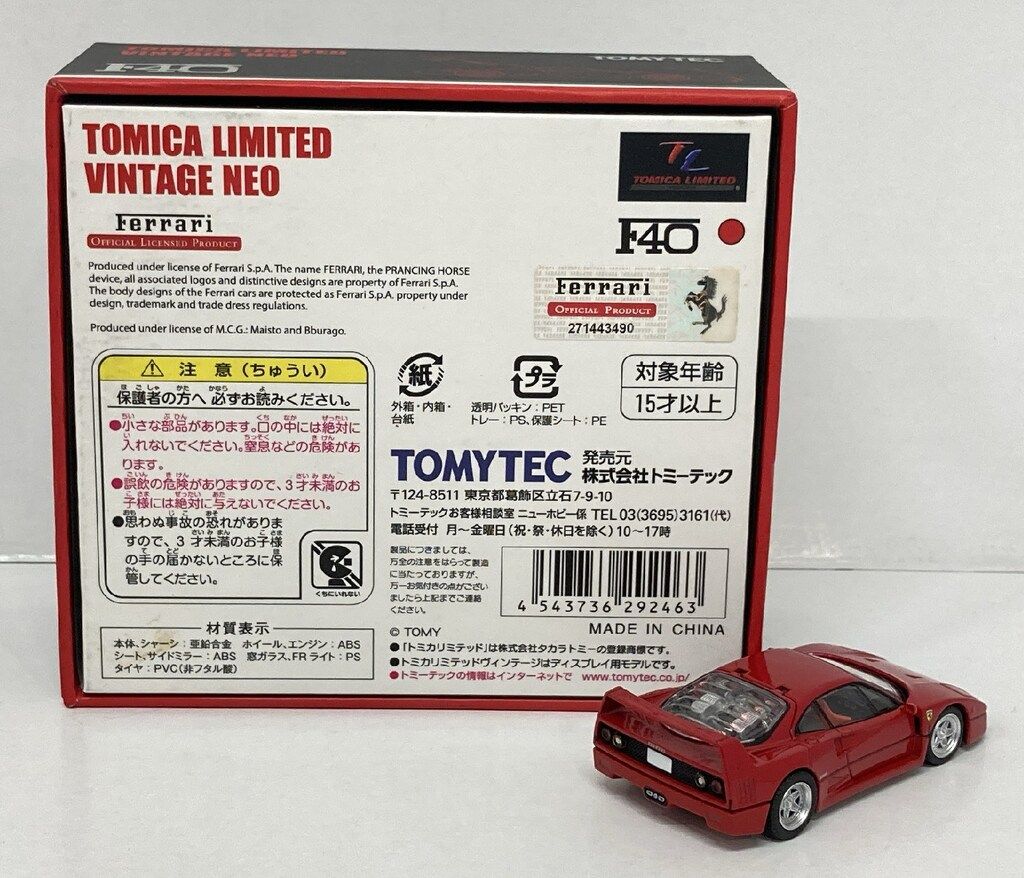 TOMICA LIMITED
VINTAGE NEO
F40
TOMYTEC
TOMICA LIMITED
VINTAGE NEO
TL
TOMICA LIMITED
Ferrari
OFFICIAL LICENSED PRODUCT
F40
Produced under license of Ferrari S.p.A. The name FERRARI, the PRANCING HORSE
device, all associated logos and distinctive designs are property of Ferrari S.p.A.
The body designs of the Ferrari cars are protected as Ferrari S.p.A. property under
design, trademark and trade dress regulations.
Produced under license of M.C.G.: Maisto and Bburago.
Ferrari
OFFICIAL PRODUCT
271443490
注 意(ちゅうい)
保護者の方へ 必ずお読みください。
●小さな部品があります。口の中には絶対に
入れないでください。窒息などの危険があ
ります。
●誤飲の危険がありますので、3才未満のお
子様には絶対に与えないでください。
●思わぬ事故の恐れがありま
すので、3才未満のお子様
の手の届かないところに保
管してください。
くちにいれない
紙
外箱・内箱・
台紙
プラ
透明パッキン:PET
トレー:PS、保護シート:PE
対象年齢
15才以上
TOMYTEC 発売元
株式会社トミーテック
〒124-8511 東京都葛飾区立石7-9-10
トミーテックお客様相談室 ニューホビー係 TEL 03(3695)3161(代)
電話受付 月~金曜日(祝・祭・休日を除く)10~17時
製品につきましては、
万全の注意をはらって製造
に当たっておりますが、
万一お気付きの点がござい
ましたら上記までご連絡
ください。
4 543736 292463
材質表示
本体、シャーシ:亜鉛合金 ホイール、エンジン:ABS
シート、サイドミラー:ABS 窓ガラス、FRライト:PS
タイヤ:PVC(非フタル酸)
© TOMY
MADE IN CHINA
●「トミカリミテッド」は株式会社タカラトミーの登録商標です。
●トミカリミテッドヴィンテージはディスプレイ用モデルです。
●トミーテックの情報はインターネットで www.tomytec.co.jp/